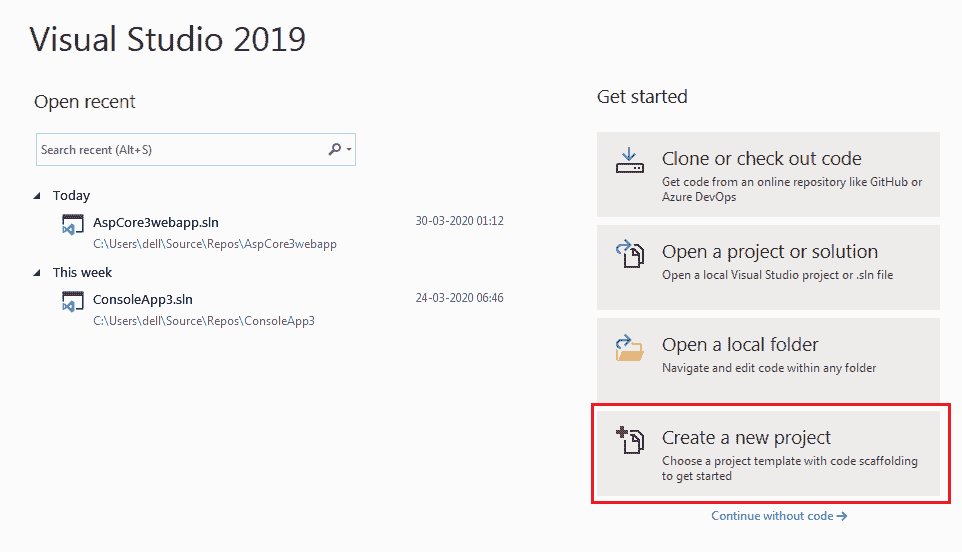 Visual Studio 2019
Open recent
Search recent (Alt+S)
Today
AspCore3webapp.sln 30-03-2020 01:12
C:\Users\dell\Source\Repos\AspCore3webapp
This week
ConsoleApp3.sln 24-03-2020 06:46
C:\Users\dell\Source\Repos\ConsoleApp3
Get started
Clone or check out code
Get code from an online repository like GitHub or
Azure DevOps
Open a project or solution
Open a local Visual Studio project or .sln file
Open a local folder
Navigate and edit code within any folder
Create a new project
Choose a project template with code scaffolding
to get started
Continue without code →